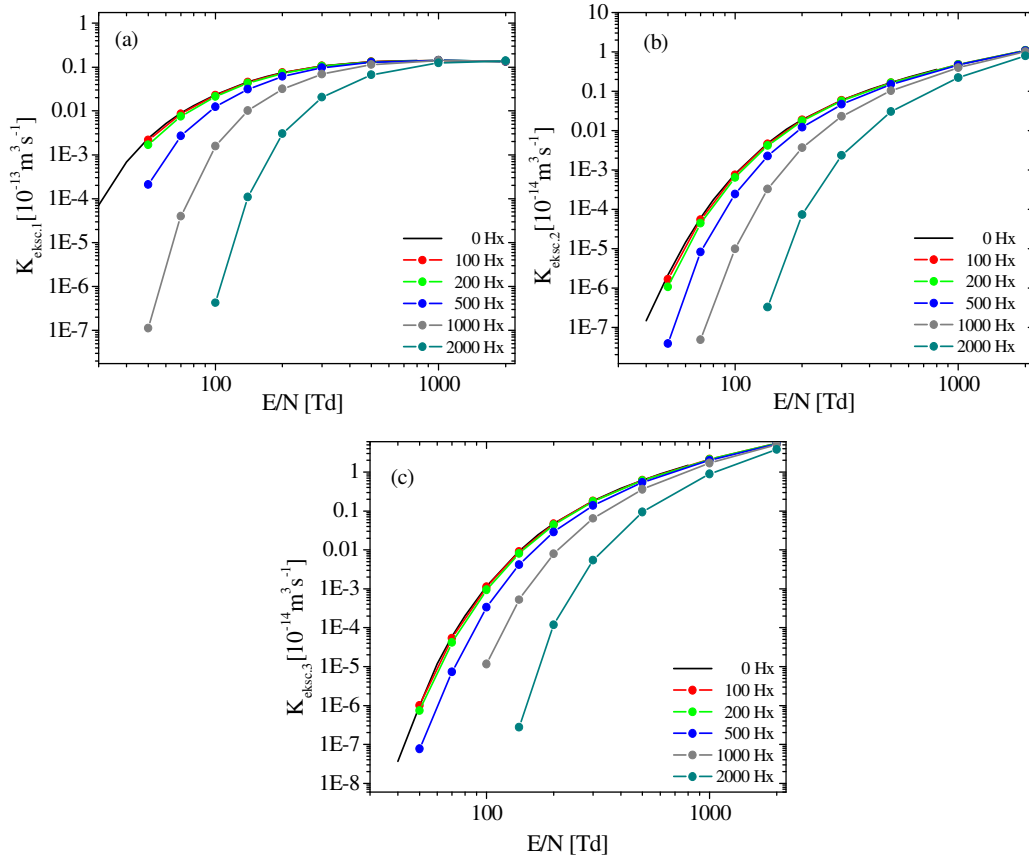 (a)
1
0.1
0.01
1E-3
1E-4
1E-5
1E-6
1E-7
K_eksc.1 [10^-13 m^3 s^-1]
0 Hx
100 Hx
200 Hx
500 Hx
1000 Hx
2000 Hx
100 1000
E/N [Td]
(b)
10
1
0.1
0.01
1E-3
1E-4
1E-5
1E-6
1E-7
K_eksc.2 [10^-14 m^3 s^-1]
0 Hx
100 Hx
200 Hx
500 Hx
1000 Hx
2000 Hx
100 1000
E/N [Td]
(c)
1
0.1
0.01
1E-3
1E-4
1E-5
1E-6
1E-7
1E-8
K_eksc.3 [10^-14 m^3 s^-1]
0 Hx
100 Hx
200 Hx
500 Hx
1000 Hx
2000 Hx
100 1000
E/N [Td]